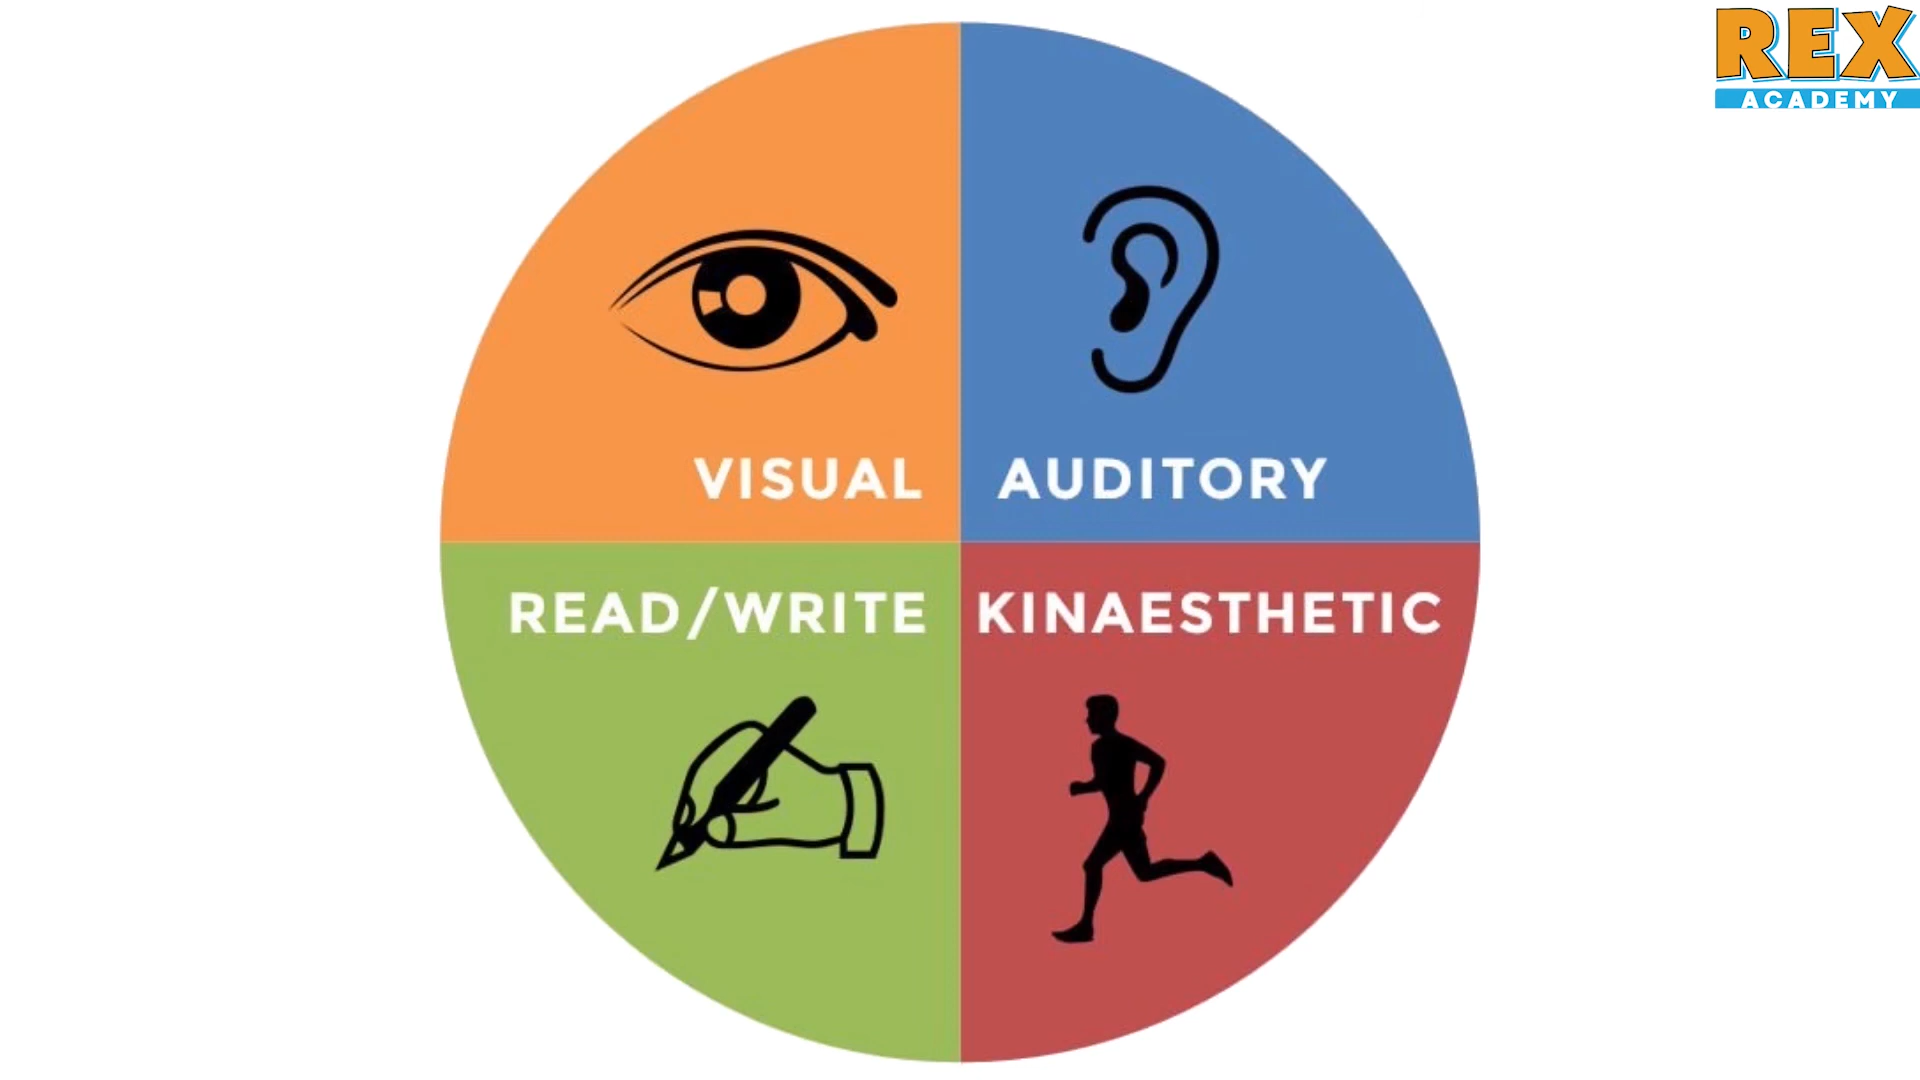 REX
ACADEMY
VISUAL
AUDITORY
READ/WRITE
KINAESTHETIC